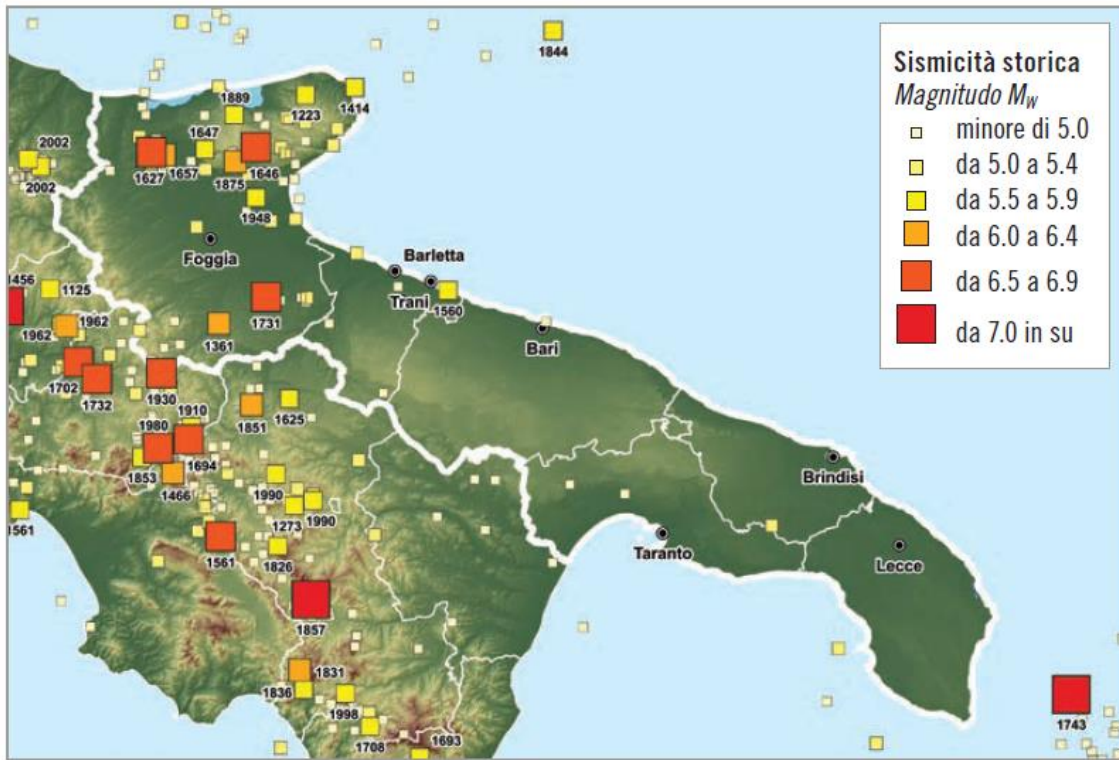 Sismicità storica
Magnitudo Mw
minore di 5.0
da 5.0 a 5.4
da 5.5 a 5.9
da 6.0 a 6.4
da 6.5 a 6.9
da 7.0 in su
1844
1889
1223
1414
1647
2002
2002
1627
1657
1875
1646
1948
Foggia
Barletta
Trani
1560
Bari
1456
1125
1962
1962
1731
1361
1702
1732
1930
1910
1851
1625
1980
1694
1853
1466
1990
1990
1273
1561
1561
1826
1857
1831
1836
1998
1708
1693
Brindisi
Taranto
Lecce
1743